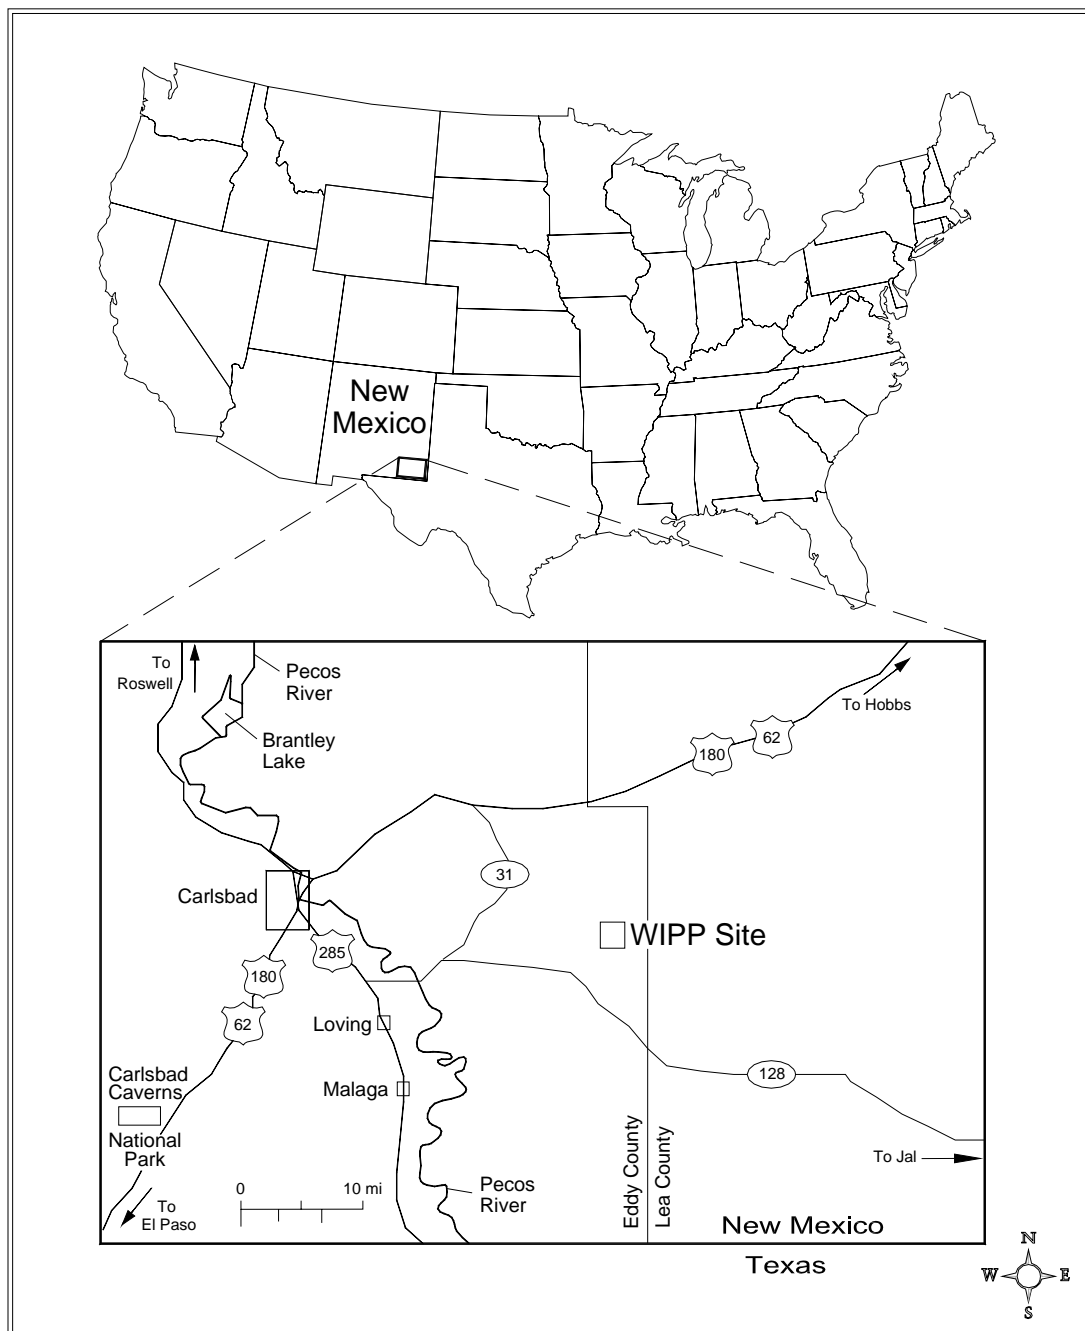 New
Mexico
To
Roswell
Pecos
River
Brantley
Lake
To Hobbs
62
180
31
Carlsbad
WIPP Site
285
180
62
Loving
Malaga
128
Carlsbad
Caverns
National
Park
To Jal
Eddy County
Lea County
Pecos
River
0 10 mi
To
El Paso
New Mexico
Texas
N
W E
S